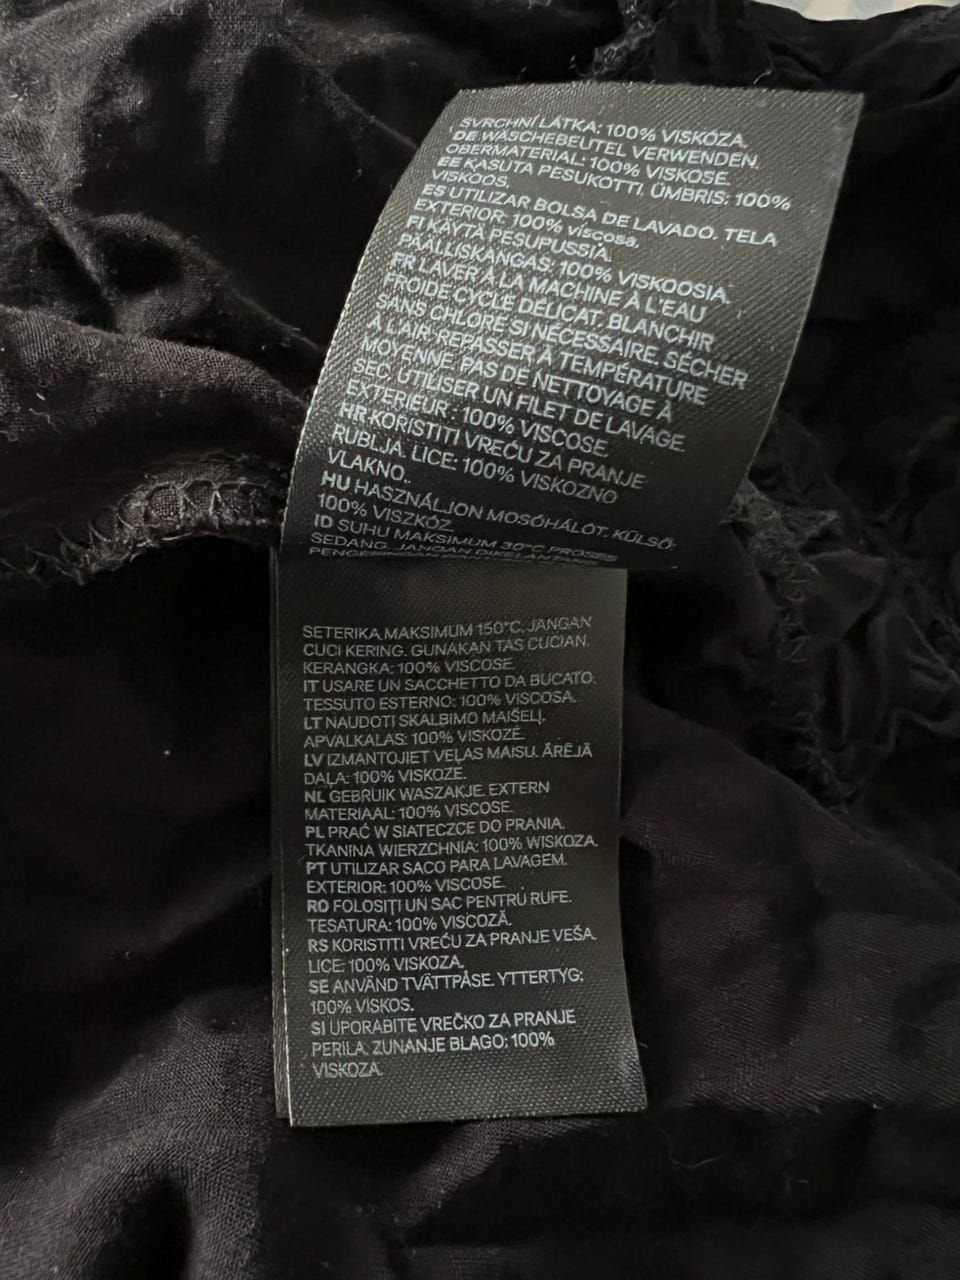 SVRCHNÍ LÁTKA: 100% VISKÓZA.
DE WÄSCHEBEUTEL VERWENDEN.
OBERMATERIAL: 100% VISKOSE.
EE KASUTA PESUKOTTI. ÜMBRIS: 100%
VISKOOS.
ES UTILIZAR BOLSA DE LAVADO. TELA
EXTERIOR: 100% viscosa.
FI KÄYTÄ PESUPUSSIA.
PÄÄLLISKANGAS: 100% VISKOOSIA.
FR LAVER À LA MACHINE À L'EAU
FROIDE CYCLE DÉLICAT. BLANCHIR
SANS CHLORE SI NÉCESSAIRE. SÉCHER
À L'AIR. REPASSER À TEMPÉRATURE
MOYENNE. PAS DE NETTOYAGE À
SEC. UTILISER UN FILET DE LAVAGE.
EXTÉRIEUR : 100% VISCOSE.
HR KORISTITI VREĆU ZA PRANJE
RUBLJA. LICE: 100% VISKOZNO
VLAKNO..
HU HASZNÁLJON MOSÓHÁLÓT. KÜLSŐ:
100% VISZKÓZ.
ID SUHU MAKSIMUM 30°C PROSES
SEDANG. JANGAN
SETERIKA MAKSIMUM 150°C. JANGAN
CUCI KERING. GUNAKAN TAS CUCIAN.
KERANGKA: 100% VISCOSE.
IT USARE UN SACCHETTO DA BUCATO.
TESSUTO ESTERNO: 100% VISCOSA.
LT NAUDOTI SKALBIMO MAIŠELĮ.
APVALKALAS: 100% VISKOZĖ.
LV IZMANTOJIET VEĻAS MAISU. ĀRĒJĀ
DAĻA: 100% VISKOZE.
NL GEBRUIK WASZAKJE. EXTERN
MATERIAAL: 100% VISCOSE.
PL PRAĆ W SIATECZCE DO PRANIA.
TKANINA WIERZCHNIA: 100% WISKOZA.
PT UTILIZAR SACO PARA LAVAGEM.
EXTERIOR: 100% VISCOSE.
RO FOLOSIȚI UN SAC PENTRU RUFE.
TESATURA: 100% VISCOZĂ.
RS KORISTITI VREĆU ZA PRANJE VEŠA.
LICE: 100% VISKOZA.
SE ANVÄND TVÄTTPÅSE. YTTERTYG:
100% VISKOS.
SI UPORABITE VREČKO ZA PRANJE
PERILA. ZUNANJE BLAGO: 100%
VISKOZA.